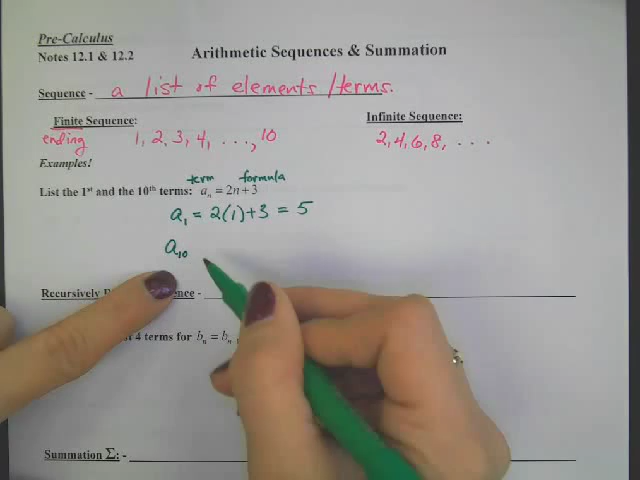 Pre-Calculus
Notes 12.1 & 12.2 Arithmetic Sequences & Summation
Sequence - a list of elements/terms.
Finite Sequence: Infinite Sequence:
ending 1, 2, 3, 4, ..., 10 2, 4, 6, 8, ...
Examples!
term formula
List the 1st and the 10th terms: aₙ = 2n + 3
a₁ = 2(1)+3 = 5
a₁₀
Recursively
4 terms for bₙ = bₙ
Summation Σ: -